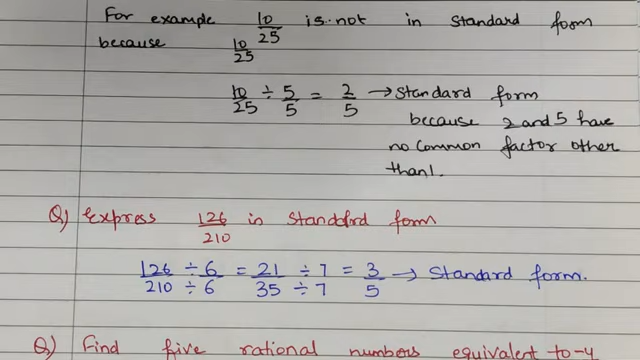 For example 10/25 is not in standard form
because 10/25
10/25 ÷ 5/5 = 2/5 → Standard form
because 2 and 5 have
no common factor other
than 1.
Q) Express 126/210 in Standard form
126 ÷ 6/210 ÷ 6 = 21 ÷ 7/35 ÷ 7 = 3/5 → Standard form.
Q) Find five rational numbers equivalent to -4